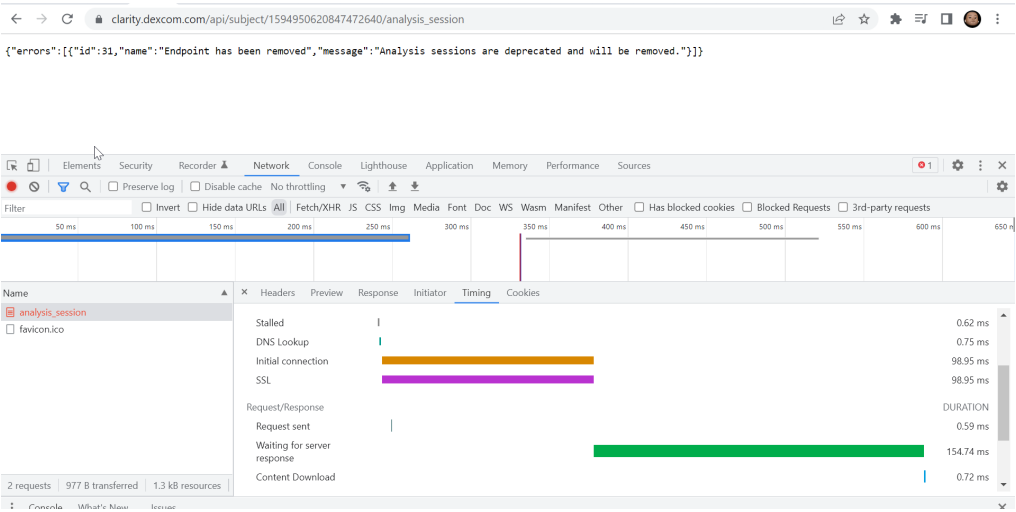 clarity.dexcom.com/api/subject/1594950620847472640/analysis_session
{"errors":[{"id":31,"name":"Endpoint has been removed","message":"Analysis sessions are deprecated and will be removed."}]}
Elements Security Recorder Network Console Lighthouse Application Memory Performance Sources 1
Preserve log Disable cache No throttling
Filter Invert Hide data URLs All Fetch/XHR JS CSS Img Media Font Doc WS Wasm Manifest Other Has blocked cookies Blocked Requests 3rd-party requests
50 ms 100 ms 150 ms 200 ms 250 ms 300 ms 350 ms 400 ms 450 ms 500 ms 550 ms 600 ms 650 m
Name Headers Preview Response Initiator Timing Cookies
analysis_session
favicon.ico
Stalled 0.62 ms
DNS Lookup 0.75 ms
Initial connection 98.95 ms
SSL 98.95 ms
Request/Response DURATION
Request sent 0.59 ms
Waiting for server
response 154.74 ms
Content Download 0.72 ms
2 requests 977 B transferred 1.3 kB resources
Console What's New Issues